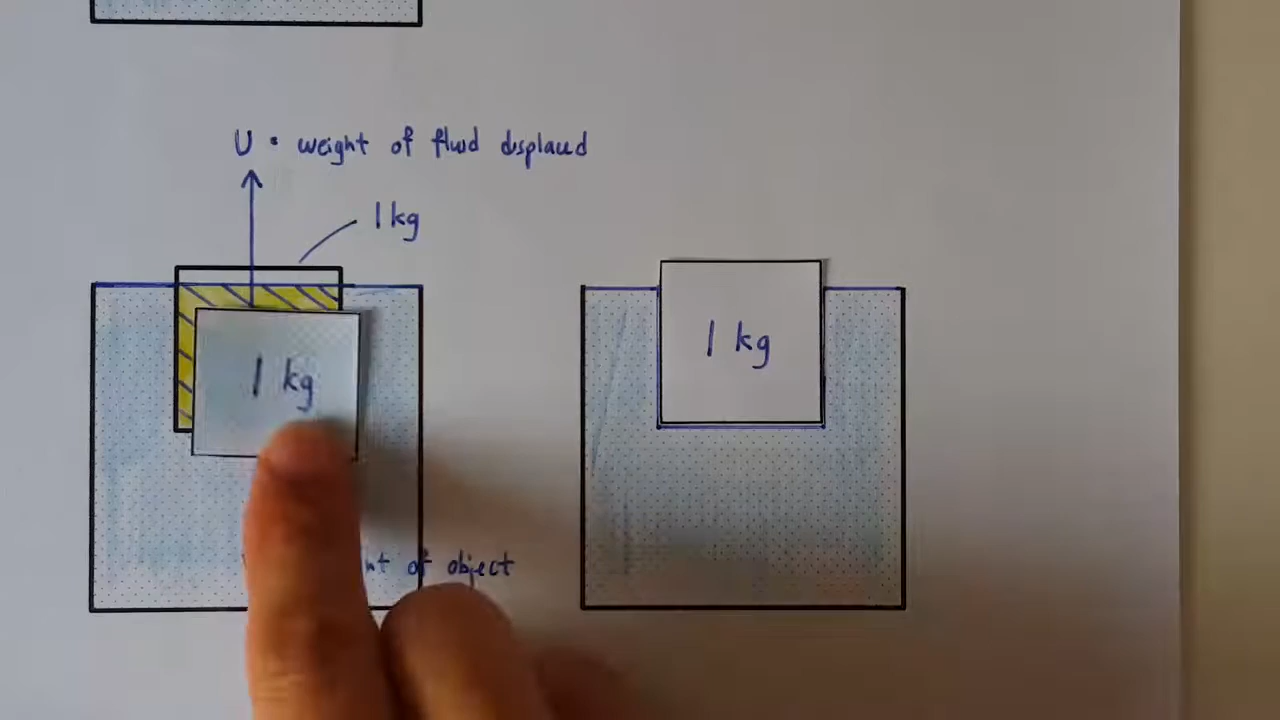 U = weight of fluid displaced
1 kg
1 kg
1 kg
of object